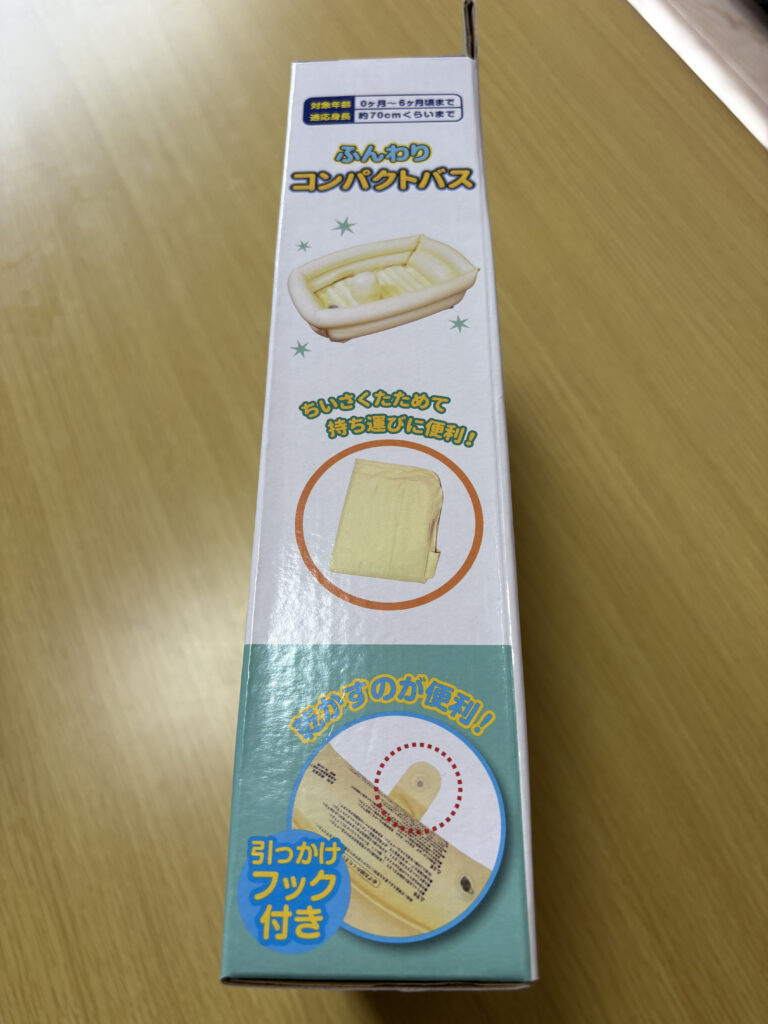 対象年齢 0ヶ月〜6ヶ月頃まで
適応身長 約70cmくらいまで
ふんわり
コンパクトバス
ちいさくたためて
持ち運びに便利!
乾かすのが便利!
引っかけ
フック
付き